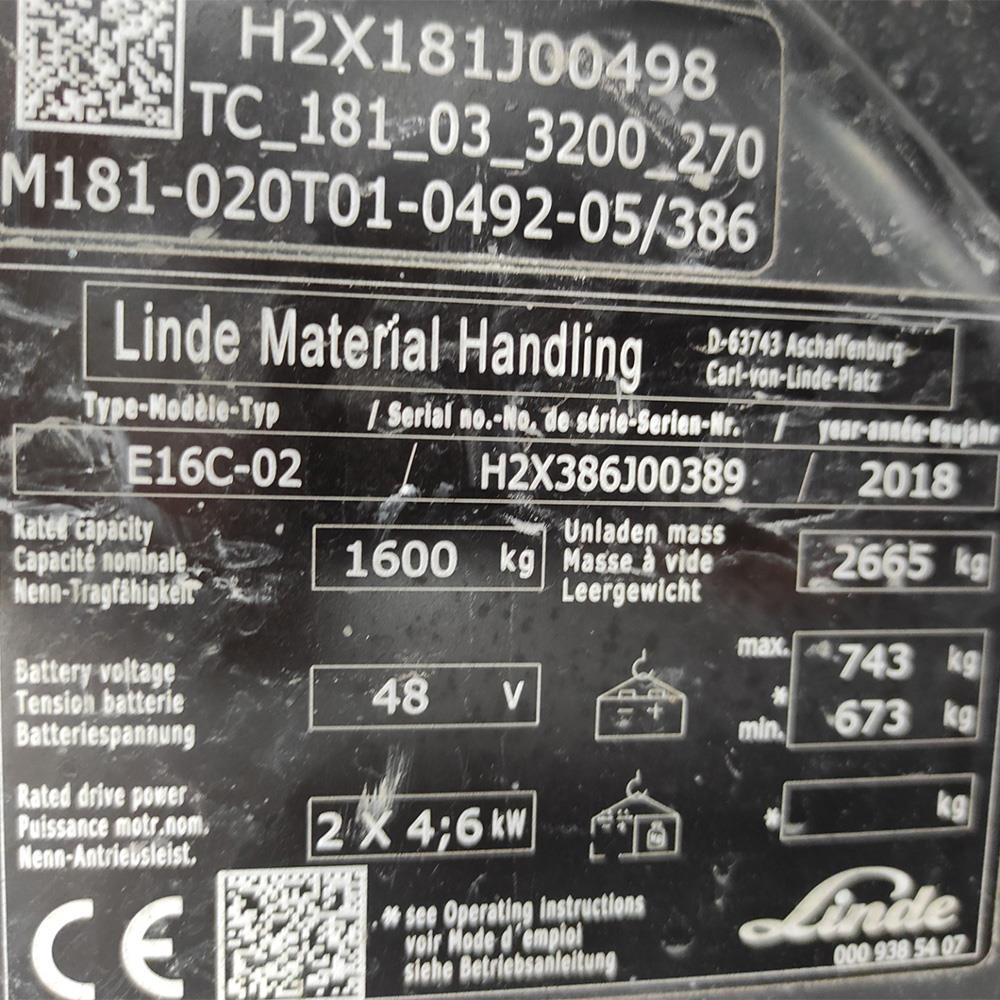 H2X181J00498
TC_181_03_3200_270
M181-020T01-0492-05/386
Linde Material Handling
D-63743 Aschaffenburg
Carl-von-Linde-Platz
Type-Modèle-Typ / Serial no.-No. de série-Serien-Nr. / year-année-Baujahr
E16C-02 / H2X386J00389 / 2018
Rated capacity
Capacité nominale
Nenn-Tragfähigkeit
1600 kg
Unladen mass
Masse à vide
Leergewicht
2665 kg
Battery voltage
Tension batterie
Batteriespannung
48 V
- +
max. 743 kg
*
min. 673 kg
Rated drive power
Puissance motr.nom.
Nenn-Antriebsleist.
2 X 4;6 kW
* kg
CE
* see Operating Instructions
voir Mode d'emploi
siehe Betriebsanleitung
Linde
000 938 54 07